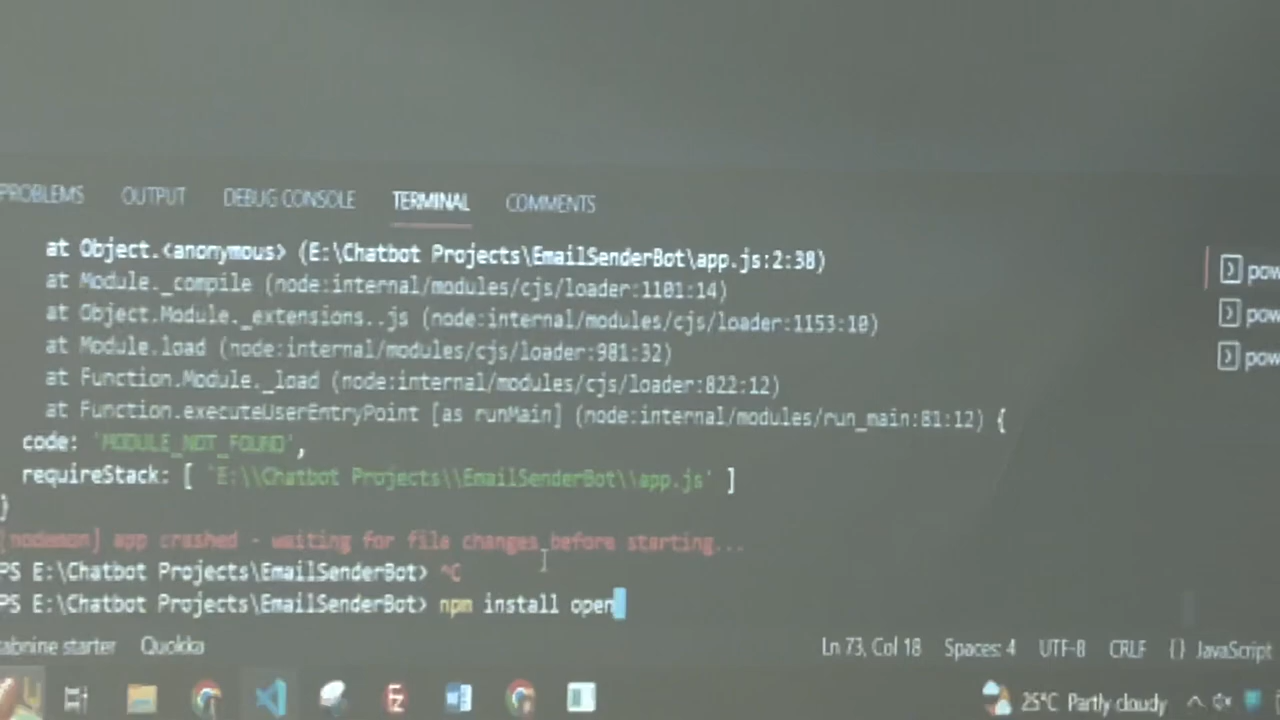 PROBLEMS OUTPUT DEBUG CONSOLE TERMINAL COMMENTS
at Object.<anonymous> (E:\Chatbot Projects\EmailSenderBot\app.js:2:38)
at Module._compile (node:internal/modules/cjs/loader:1101:14)
at Object.Module._extensions..js (node:internal/modules/cjs/loader:1153:10)
at Module.load (node:internal/modules/cjs/loader:981:32)
at Function.Module._load (node:internal/modules/cjs/loader:822:12)
at Function.executeUserEntryPoint [as runMain] (node:internal/modules/run_main:81:12) {
code: 'MODULE_NOT_FOUND',
requireStack: [ 'E:\\Chatbot Projects\\EmailSenderBot\\app.js' ]
}
[nodemon] app crashed - waiting for file changes before starting...
PS E:\Chatbot Projects\EmailSenderBot> ^C
PS E:\Chatbot Projects\EmailSenderBot> npm install open
pow
pow
pow
tabnine starter Quokka Ln 73, Col 18 Spaces: 4 UTF-8 CRLF {} JavaScript
25°C Partly cloudy